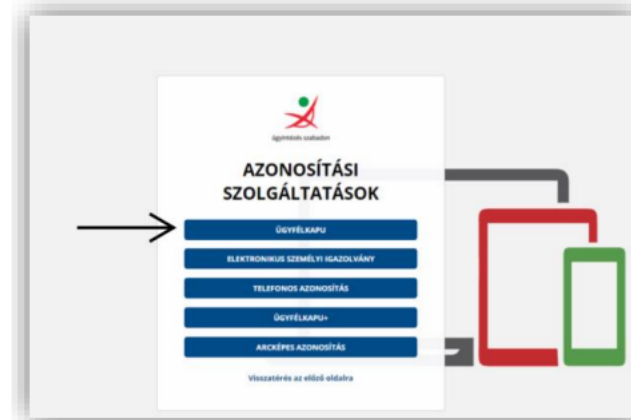 ügyintézés szabadon
AZONOSÍTÁSI
SZOLGÁLTATÁSOK
ÜGYFÉLKAPU
ELEKTRONIKUS SZEMÉLYI IGAZOLVÁNY
TELEFONOS AZONOSÍTÁS
ÜGYFÉLKAPU+
ARCKÉPES AZONOSÍTÁS
Visszatérés az előző oldalra